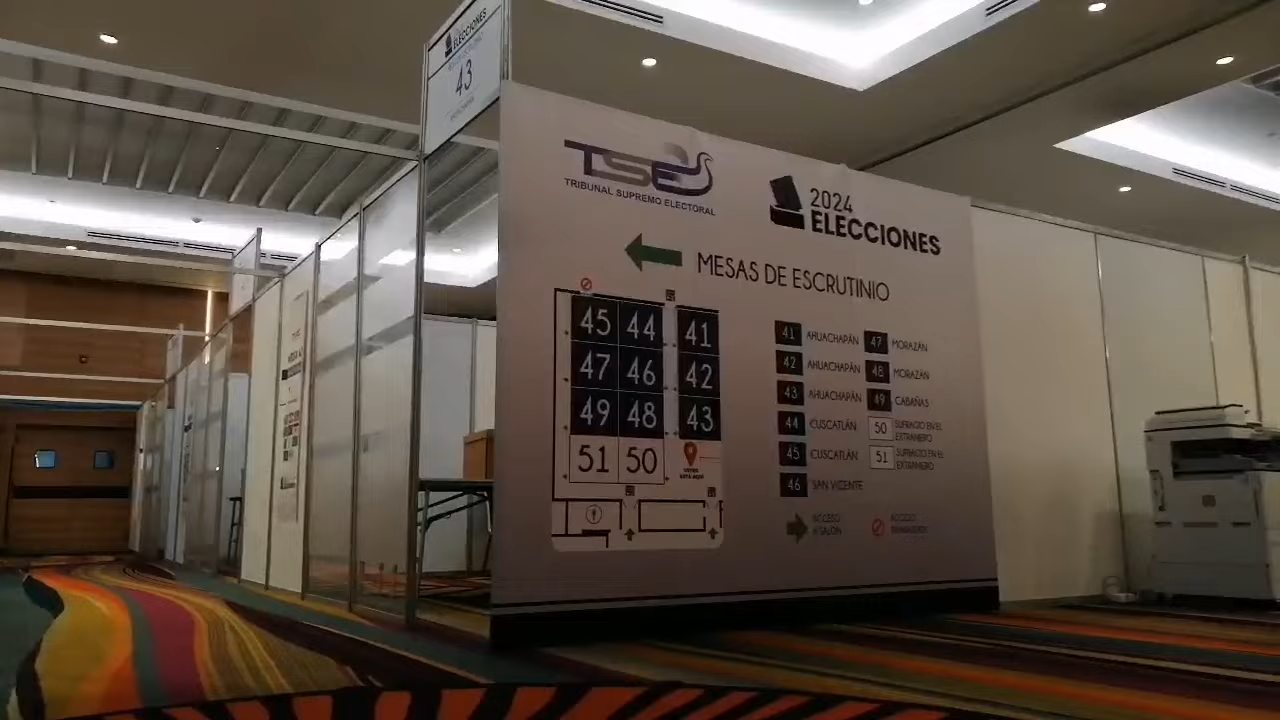 ELECCIONES
43
TSE
TRIBUNAL SUPREMO ELECTORAL
2024
ELECCIONES
MESAS DE ESCRUTINIO
45 44 41
47 46 42
49 48 43
51 50
41 AHUACHAPÁN
42 AHUACHAPÁN
43 AHUACHAPÁN
44 CUSCATLÁN
45 CUSCATLÁN
46 SAN VICENTE
47 MORAZÁN
48 MORAZÁN
49 CABAÑAS
50 SUFRAGIO EN EL
EXTRANJERO
51 SUFRAGIO EN EL
EXTRANJERO
ACCESO
A SALÓN
ACCESO